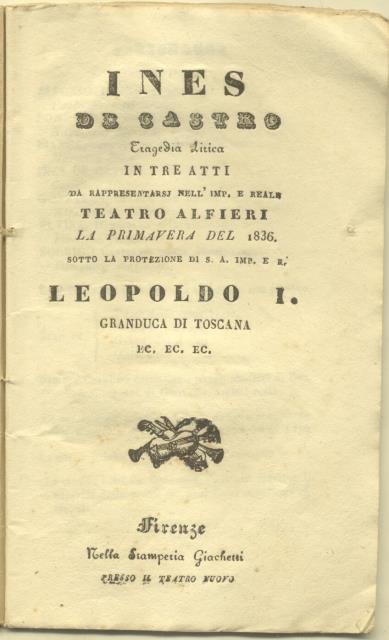 INES
DE CASTRO
Tragedia Lirica
IN TRE ATTI
DA RAPPRESENTARSI NELL' IMP. E REALE
TEATRO ALFIERI
LA PRIMAVERA DEL 1836.
SOTTO LA PROTEZIONE DI S. A. IMP. E R.
LEOPOLDO I.
GRANDUCA DI TOSCANA
EC. EC. EC.
Firenze
Nella Stamperia Giachetti
PRESSO IL TEATRO NUOVO